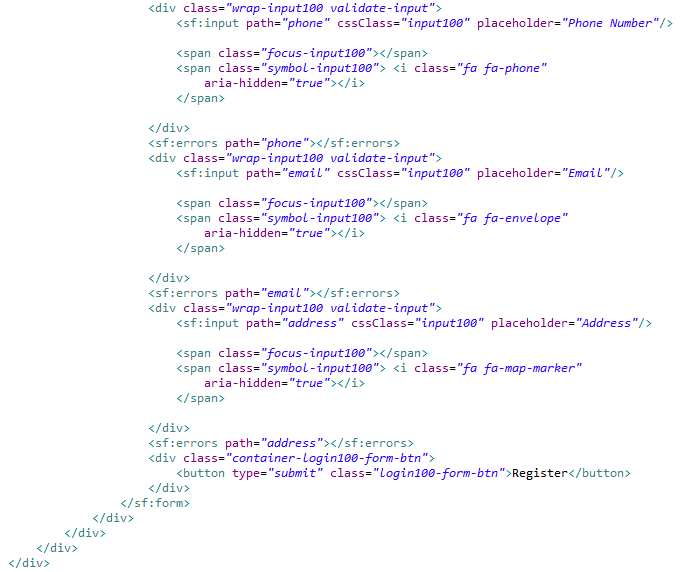 <div class="wrap-input100 validate-input">
<sf:input path="phone" cssClass="input100" placeholder="Phone Number"/>
<span class="focus-input100"></span>
<span class="symbol-input100"> <i class="fa fa-phone"
aria-hidden="true"></i>
</span>
</div>
<sf:errors path="phone"></sf:errors>
<div class="wrap-input100 validate-input">
<sf:input path="email" cssClass="input100" placeholder="Email"/>
<span class="focus-input100"></span>
<span class="symbol-input100"> <i class="fa fa-envelope"
aria-hidden="true"></i>
</span>
</div>
<sf:errors path="email"></sf:errors>
<div class="wrap-input100 validate-input">
<sf:input path="address" cssClass="input100" placeholder="Address"/>
<span class="focus-input100"></span>
<span class="symbol-input100"> <i class="fa fa-map-marker"
aria-hidden="true"></i>
</span>
</div>
<sf:errors path="address"></sf:errors>
<div class="container-login100-form-btn">
<button type="submit" class="login100-form-btn">Register</button>
</div>
</sf:form>
</div>
</div>
</div>
</div>